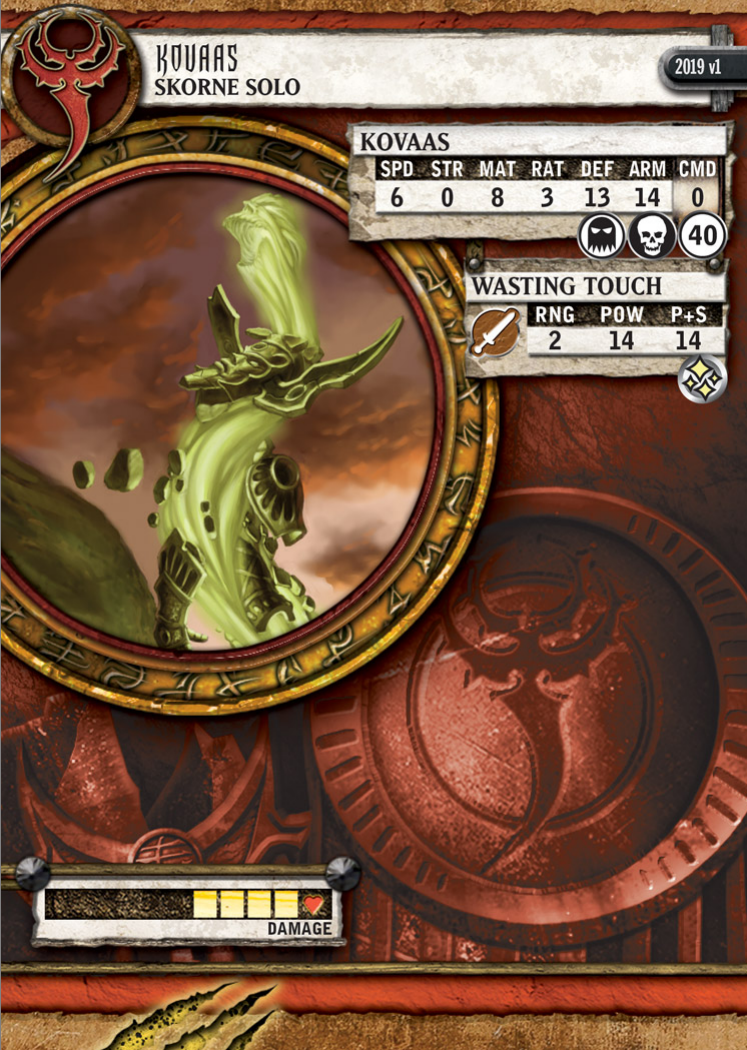 KOVAAS
SKORNE SOLO
2019 v1
KOVAAS
SPD STR MAT RAT DEF ARM CMD
6 0 8 3 13 14 0
40
WASTING TOUCH
RNG POW P+S
2 14 14
DAMAGE